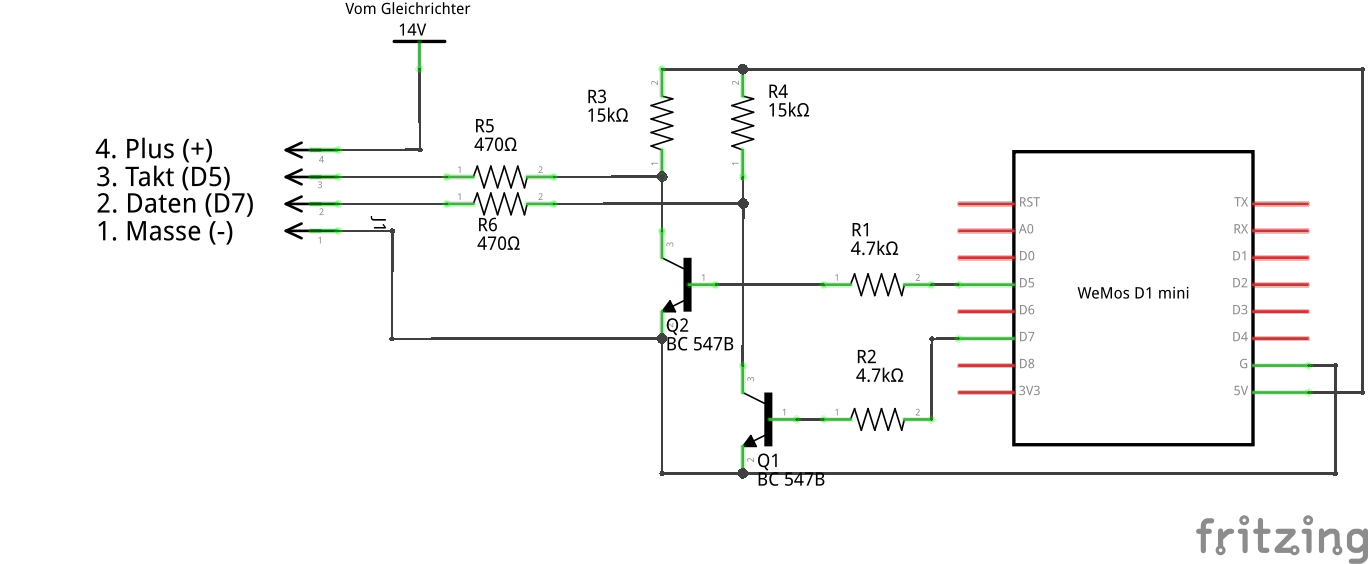 Vom Gleichrichter
14V
R3
15kΩ
R4
15kΩ
2
2
1
1
R5
470Ω
4. Plus (+)
3. Takt (D5)
2. Daten (D7)
1. Masse (-)
4
3
2
1
J1
1
2
1
2
R6
470Ω
R1
4.7kΩ
3
1
1
2
Q2
BC 547B
R2
4.7kΩ
3
1
1
2
2
Q1
BC 547B
RST
A0
D0
D5
D6
D7
D8
3V3
WeMos D1 mini
TX
RX
D1
D2
D3
D4
G
5V
fritzing